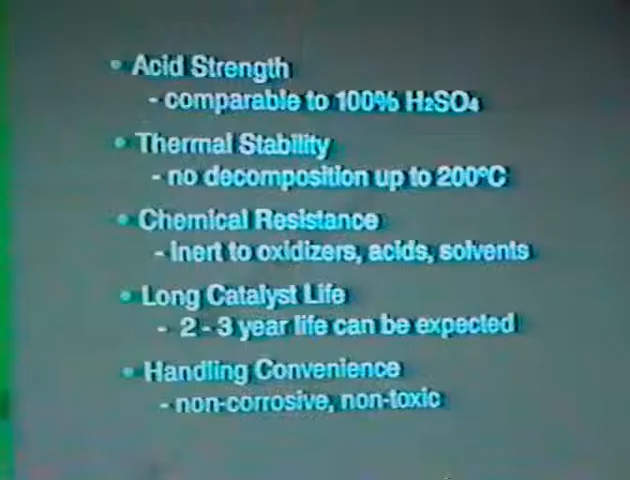 • Acid Strength
- comparable to 100% H₂SO₄
• Thermal Stability
- no decomposition up to 200°C
• Chemical Resistance
- Inert to oxidizers, acids, solvents
• Long Catalyst Life
- 2 - 3 year life can be expected
• Handling Convenience
- non-corrosive, non-toxic